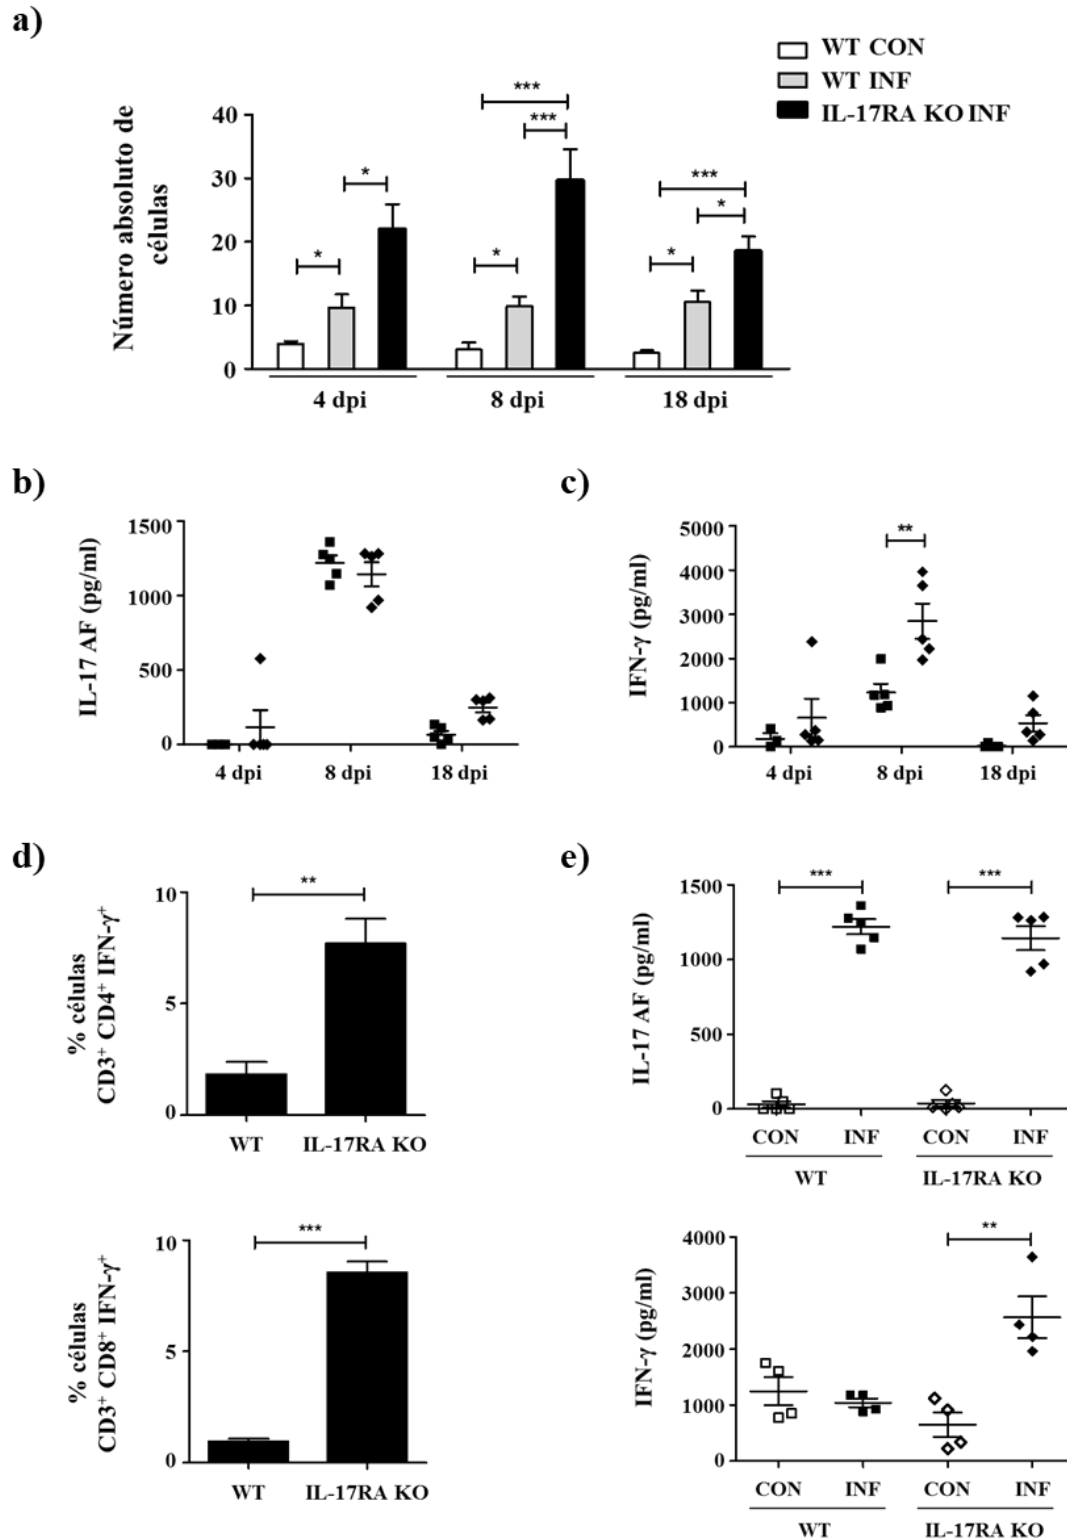 a)
WT CON
WT INF
IL-17RA KO INF
Número absoluto de
células
40
30
20
10
0
***
***
*
*
*
***
*
*
4 dpi
8 dpi
18 dpi
b)
IL-17 AF (pg/ml)
1500
1000
500
0
4 dpi
8 dpi
18 dpi
c)
IFN-γ (pg/ml)
5000
4000
3000
2000
1000
0
**
4 dpi
8 dpi
18 dpi
d)
% células
CD3⁺ CD4⁺ IFN-γ⁺
10
5
0
**
WT
IL-17RA KO
% células
CD3⁺ CD8⁺ IFN-γ⁺
10
5
0
***
WT
IL-17RA KO
e)
IL-17 AF (pg/ml)
1500
1000
500
0
***
***
CON
INF
CON
INF
WT
IL-17RA KO
IFN-γ (pg/ml)
4000
3000
2000
1000
0
**
CON
INF
CON
INF
WT
IL-17RA KO